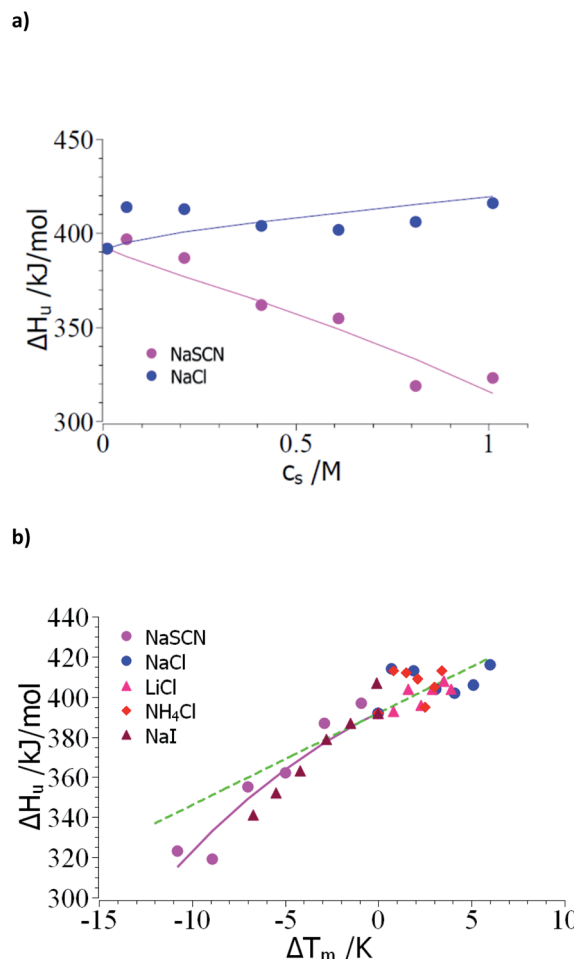 a)
450
400
350
300
ΔHᵤ /kJ/mol
NaSCN
NaCl
0
0.5
1
cₛ /M
b)
440
420
400
380
360
340
320
300
ΔHᵤ /kJ/mol
NaSCN
NaCl
LiCl
NH₄Cl
NaI
-15
-10
-5
0
5
10
ΔTₘ /K